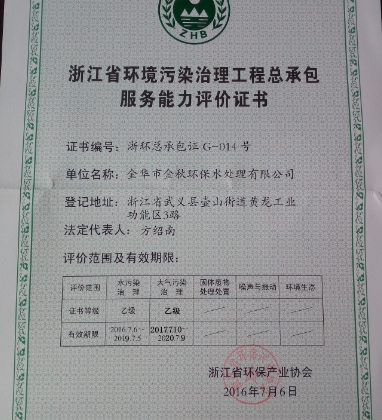 ZHB
浙江省环境污染治理工程总承包
服务能力评价证书
证书编号: 浙环总承包证 G-014 号
单位名称: 金华市金秋环保水处理有限公司
登记地址: 浙江省武义县壶山街道黄龙工业
功能区3路
法定代表人: 方绍南
评价范围及有效期限:
评价范围 水污染治理 大气污染治理 固体废物处理处置 噪声与振动 环境生态
证书等级 乙级 乙级
有效期限 2016.7.6-2019.7.5 2017.7.10-2020.7.9
浙江省环保产业协会
2016年7月6日